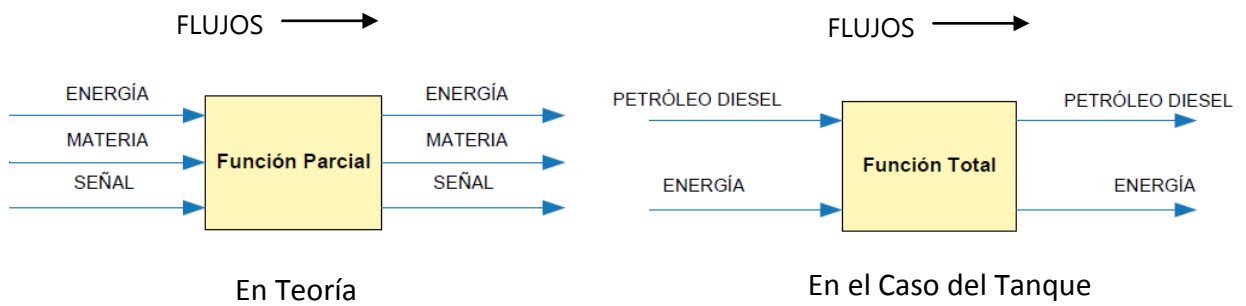 FLUJOS
ENERGÍA
MATERIA
SEÑAL
Función Parcial
ENERGÍA
MATERIA
SEÑAL
En Teoría
FLUJOS
PETRÓLEO DIESEL
ENERGÍA
Función Total
PETRÓLEO DIESEL
ENERGÍA
En el Caso del Tanque